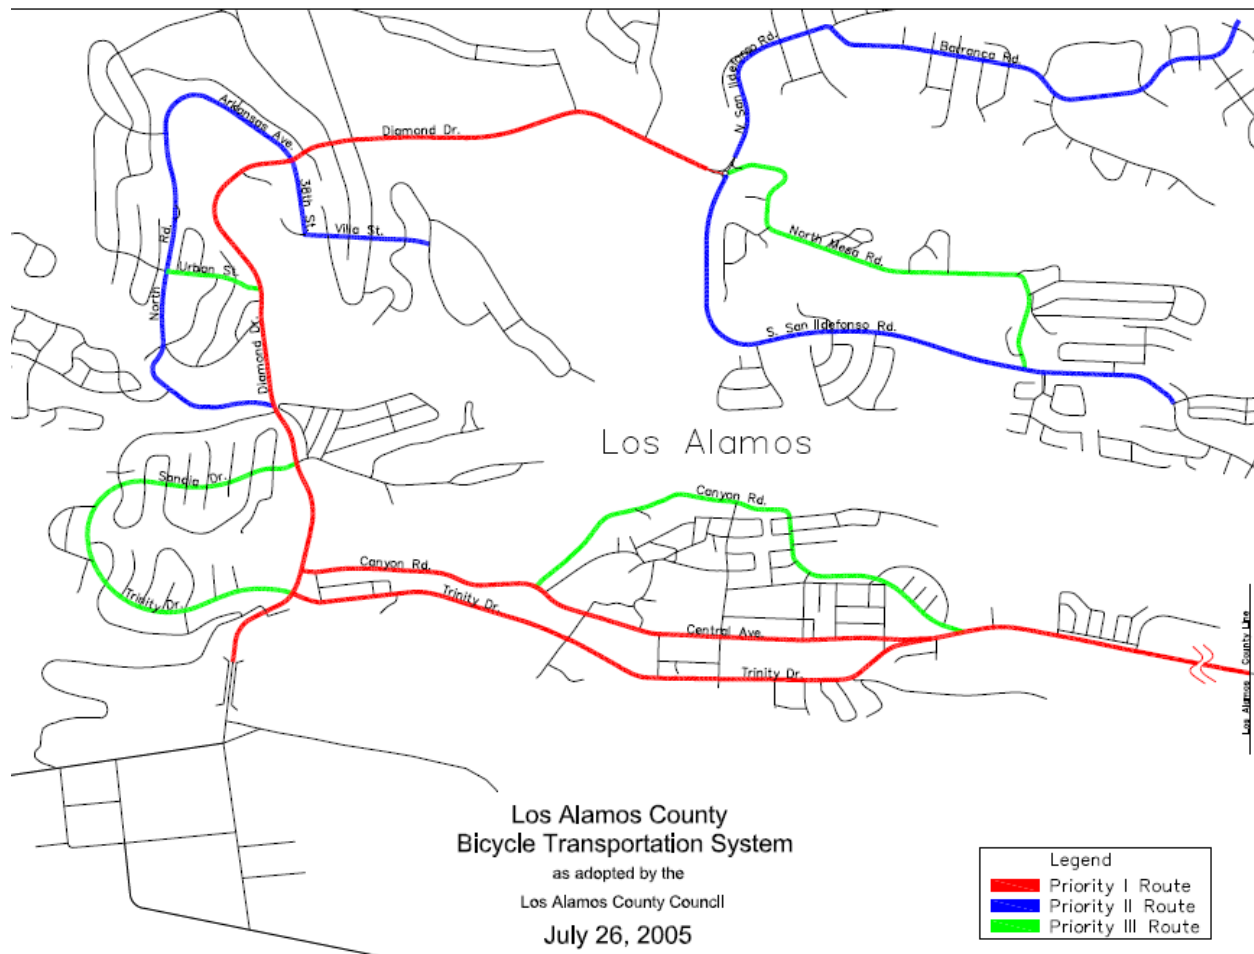 N San Ildefonso Rd.
Barranca Rd.
Arkansas Ave.
Diamond Dr.
38th St.
Villa St.
North Rd.
Urban St.
Diamond Dr.
North Mesa Rd.
S. San Ildefonso Rd.
Los Alamos
Sandia Dr.
Canyon Rd.
Canyon Rd.
Trinity Dr.
Trinity Dr.
Central Ave
Trinity Dr.
Los Alamos County Line
Los Alamos County
Bicycle Transportation System
as adopted by the
Los Alamos County Council
July 26, 2005
Legend
Priority I Route
Priority II Route
Priority III Route